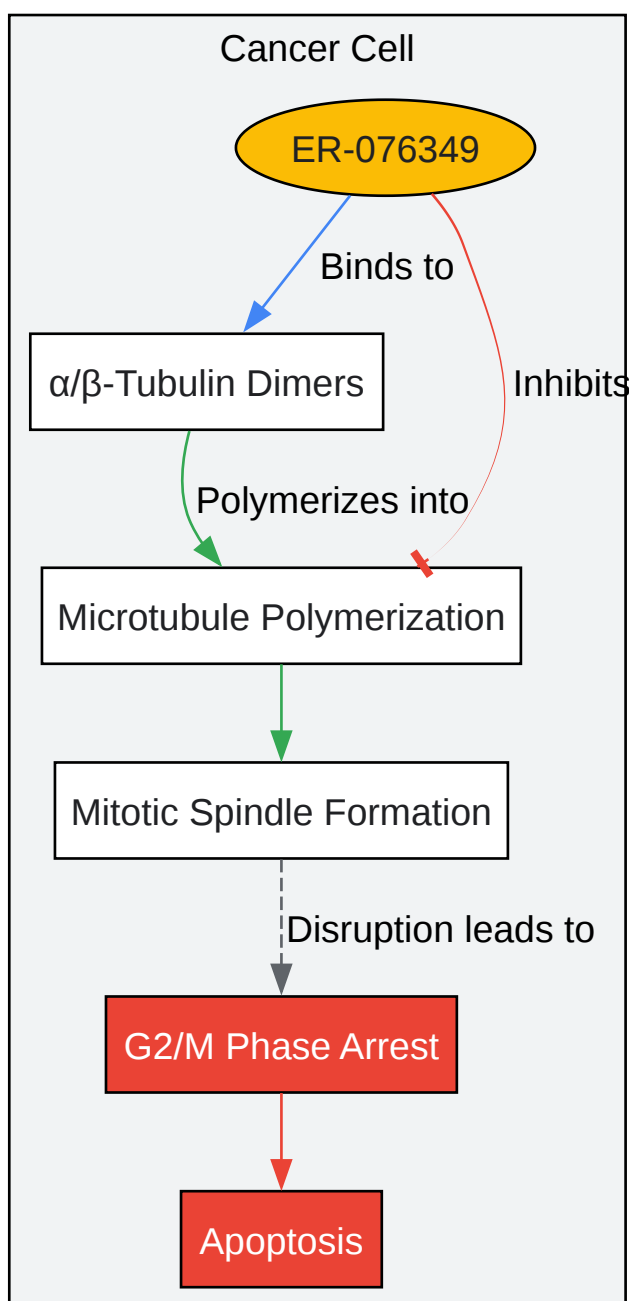 Cancer Cell
ER-076349
Binds to
α/β-Tubulin Dimers
Inhibits
Polymerizes into
Microtubule Polymerization
Mitotic Spindle Formation
Disruption leads to
G2/M Phase Arrest
Apoptosis